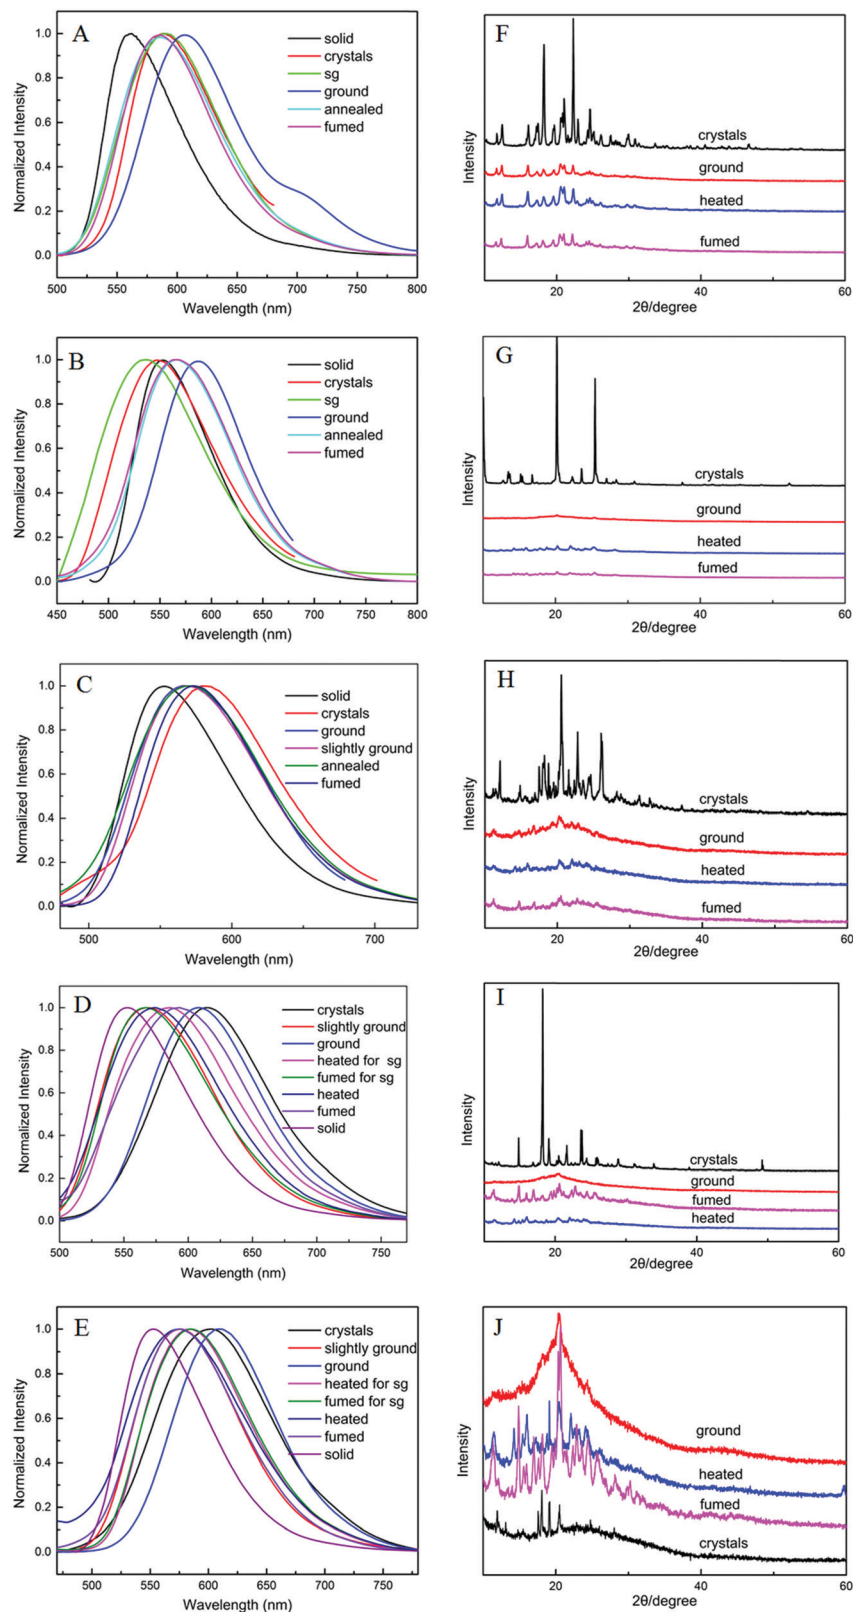 A
solid
crystals
sg
ground
annealed
fumed
Normalized Intensity
1.0
0.8
0.6
0.4
0.2
0.0
500 550 600 650 700 750 800
Wavelength (nm)
F
crystals
ground
heated
fumed
Intensity
20 40 60
2θ/degree
B
solid
crystals
sg
ground
annealed
fumed
Normalized Intensity
1.0
0.8
0.6
0.4
0.2
0.0
450 500 550 600 650 700 750 800
Wavelength (nm)
G
crystals
ground
heated
fumed
Intensity
20 40 60
2θ/degree
C
solid
crystals
ground
slightly ground
annealed
fumed
Normalized Intensity
1.0
0.8
0.6
0.4
0.2
0.0
500 600 700
Wavelength (nm)
H
crystals
ground
heated
fumed
Intensity
20 40 60
2θ/degree
D
crystals
slightly ground
ground
heated for sg
fumed for sg
heated
fumed
solid
Normalized Intensity
1.0
0.8
0.6
0.4
0.2
0.0
500 550 600 650 700 750
Wavelength (nm)
I
crystals
ground
fumed
heated
Intensity
20 40 60
2θ/degree
E
crystals
slightly ground
ground
heated for sg
fumed for sg
heated
fumed
solid
Normalized Intensity
1.0
0.8
0.6
0.4
0.2
0.0
500 550 600 650 700 750
Wavelength (nm)
J
ground
heated
fumed
crystals
Intensity
20 40 60
2θ/degree